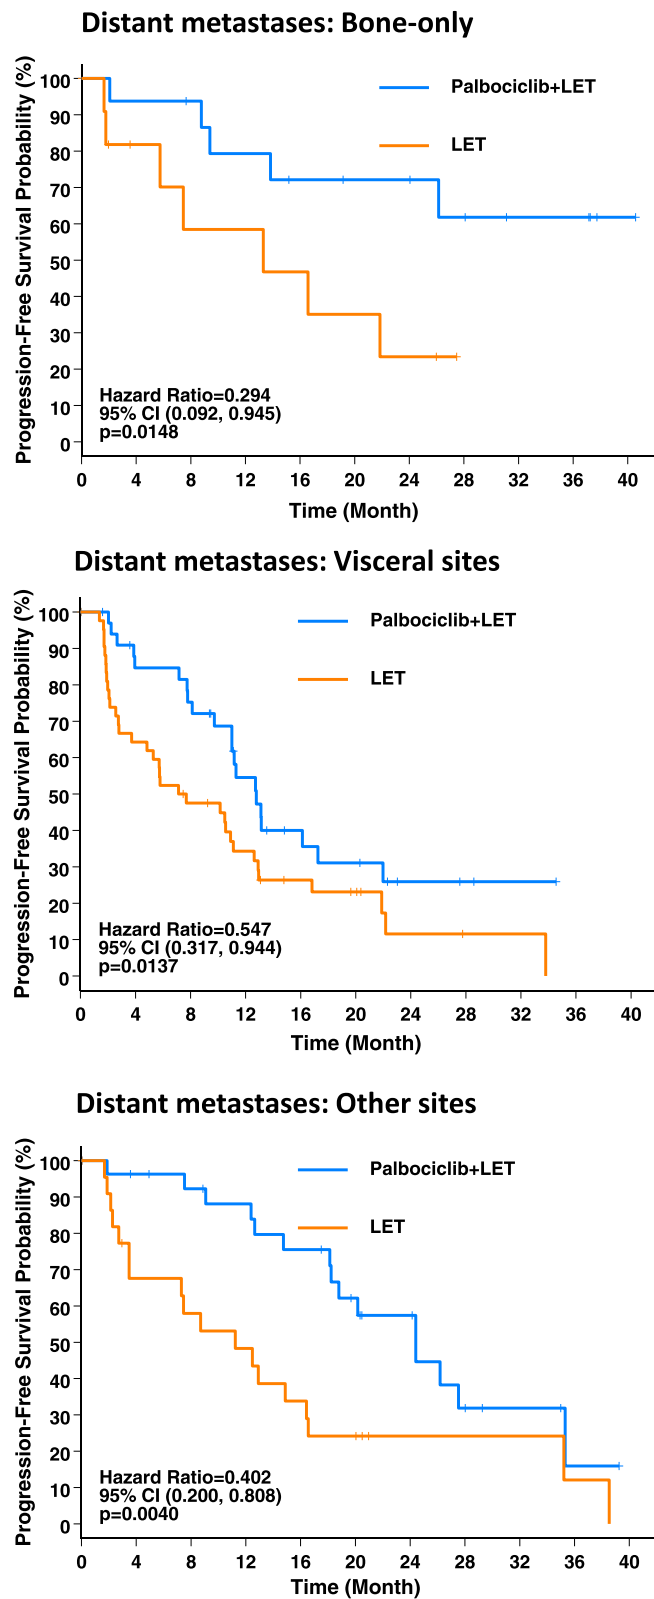 Distant metastases: Bone-only
Progression-Free Survival Probability (%)
100
90
80
70
60
50
40
30
20
10
0
Palbociclib+LET
LET
Hazard Ratio=0.294
95% CI (0.092, 0.945)
p=0.0148
0 4 8 12 16 20 24 28 32 36 40
Time (Month)
Distant metastases: Visceral sites
Progression-Free Survival Probability (%)
100
90
80
70
60
50
40
30
20
10
0
Palbociclib+LET
LET
Hazard Ratio=0.547
95% CI (0.317, 0.944)
p=0.0137
0 4 8 12 16 20 24 28 32 36 40
Time (Month)
Distant metastases: Other sites
Progression-Free Survival Probability (%)
100
90
80
70
60
50
40
30
20
10
0
Palbociclib+LET
LET
Hazard Ratio=0.402
95% CI (0.200, 0.808)
p=0.0040
0 4 8 12 16 20 24 28 32 36 40
Time (Month)